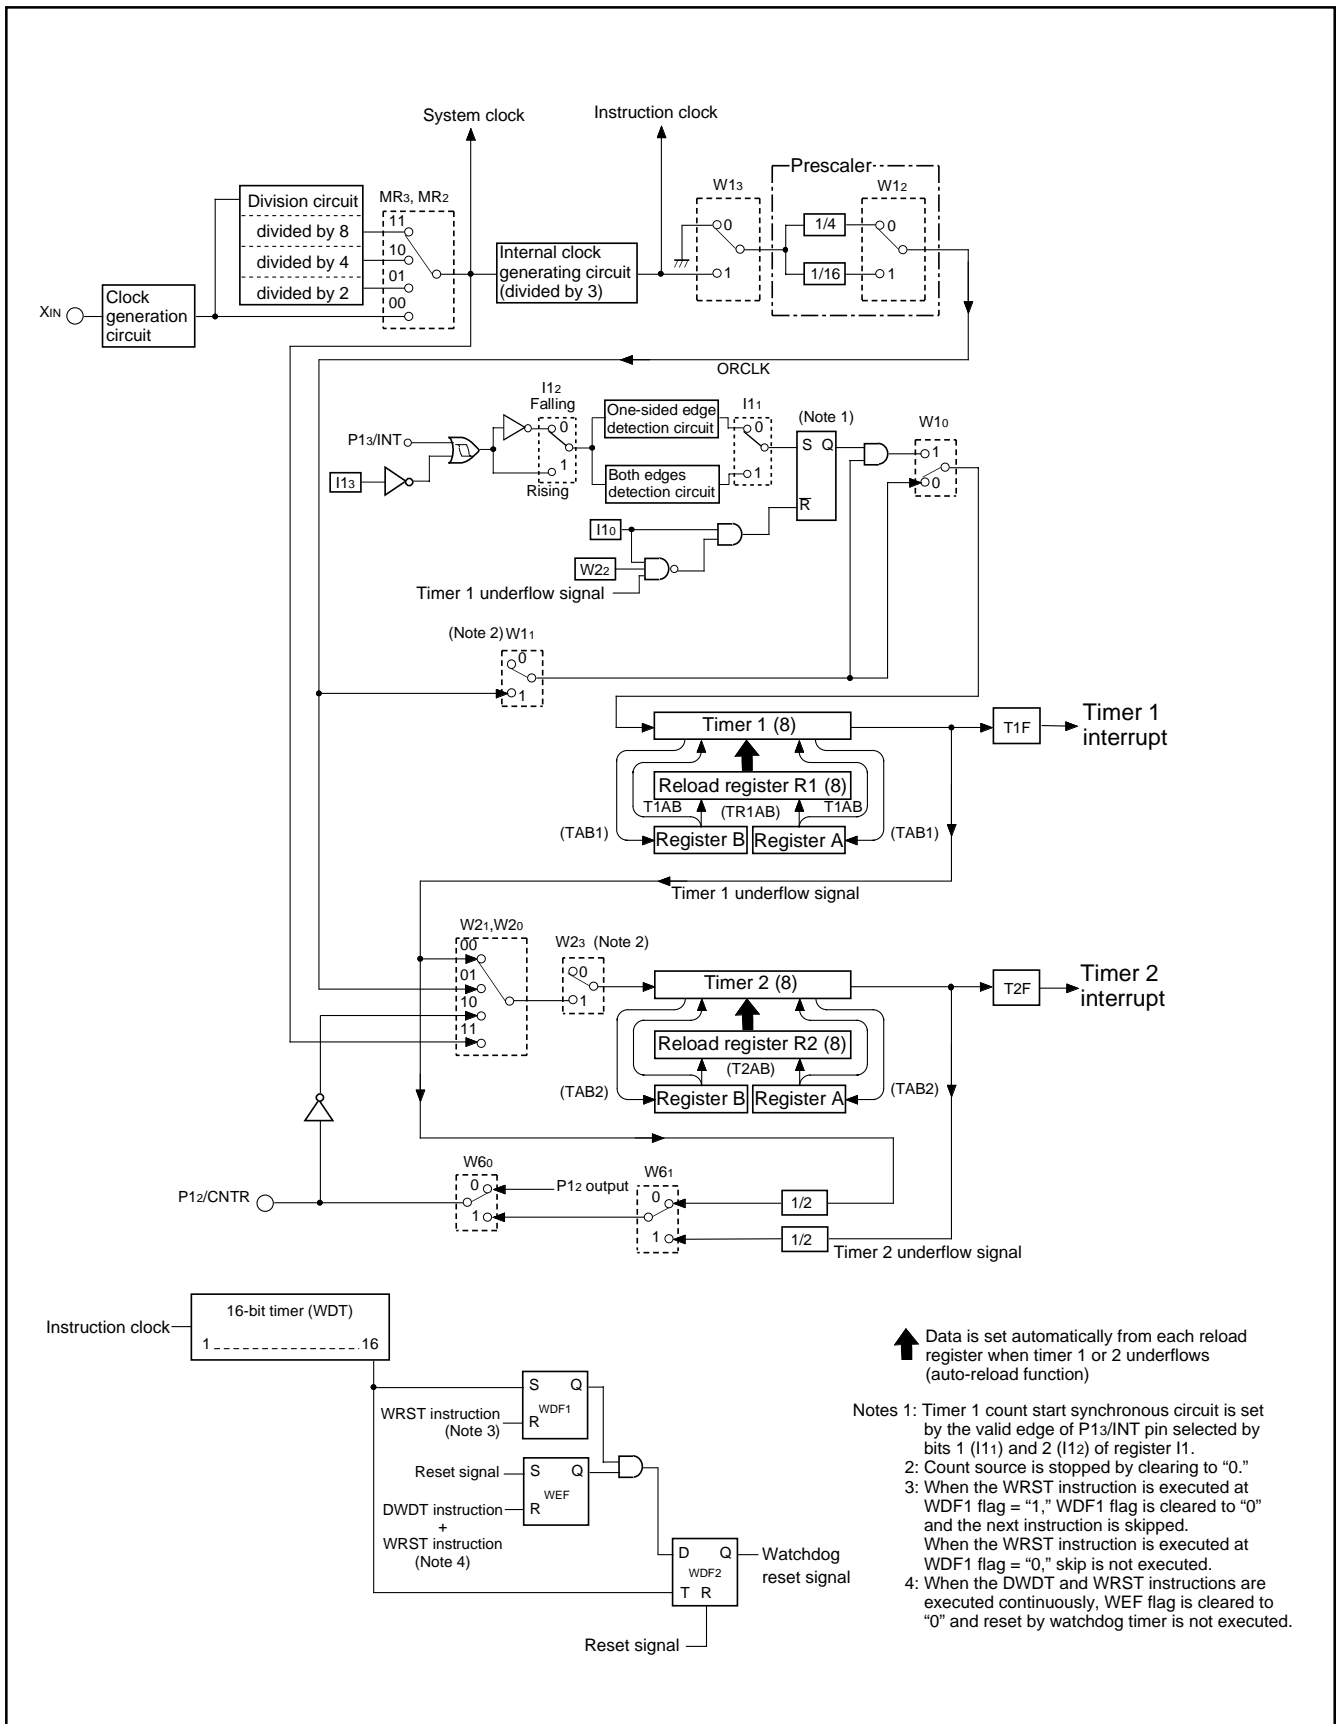 System clock
Instruction clock
Prescaler
Division circuit
divided by 8
divided by 4
divided by 2
MR3, MR2
11
10
01
00
W13
0
1
1/4
1/16
W12
0
1
Internal clock
generating circuit
(divided by 3)
XIN
Clock
generation
circuit
ORCLK
I12
Falling
0
1
Rising
P13/INT
I13
One-sided edge
detection circuit
Both edges
detection circuit
I11
0
1
(Note 1)
S Q
R
W10
1
0
I10
W22
Timer 1 underflow signal
(Note 2) W11
0
1
Timer 1 (8)
T1F
Timer 1
interrupt
Reload register R1 (8)
T1AB
(TR1AB)
T1AB
(TAB1)
Register B
Register A
(TAB1)
Timer 1 underflow signal
W21,W20
00
01
10
11
W23 (Note 2)
0
1
Timer 2 (8)
T2F
Timer 2
interrupt
Reload register R2 (8)
(T2AB)
(TAB2)
Register B
Register A
(TAB2)
P12/CNTR
W60
0
1
P12 output
W61
0
1
1/2
1/2
Timer 2 underflow signal
Instruction clock
16-bit timer (WDT)
1 16
S Q
WDF1
R
WRST instruction
(Note 3)
Reset signal
S Q
WEF
R
DWDT instruction
+
WRST instruction
(Note 4)
D Q
WDF2
T R
Watchdog
reset signal
Reset signal
Data is set automatically from each reload
register when timer 1 or 2 underflows
(auto-reload function)
Notes 1: Timer 1 count start synchronous circuit is set
by the valid edge of P13/INT pin selected by
bits 1 (I11) and 2 (I12) of register I1.
2: Count source is stopped by clearing to “0.”
3: When the WRST instruction is executed at
WDF1 flag = “1,” WDF1 flag is cleared to “0”
and the next instruction is skipped.
When the WRST instruction is executed at
WDF1 flag = “0,” skip is not executed.
4: When the DWDT and WRST instructions are
executed continuously, WEF flag is cleared to
“0” and reset by watchdog timer is not executed.